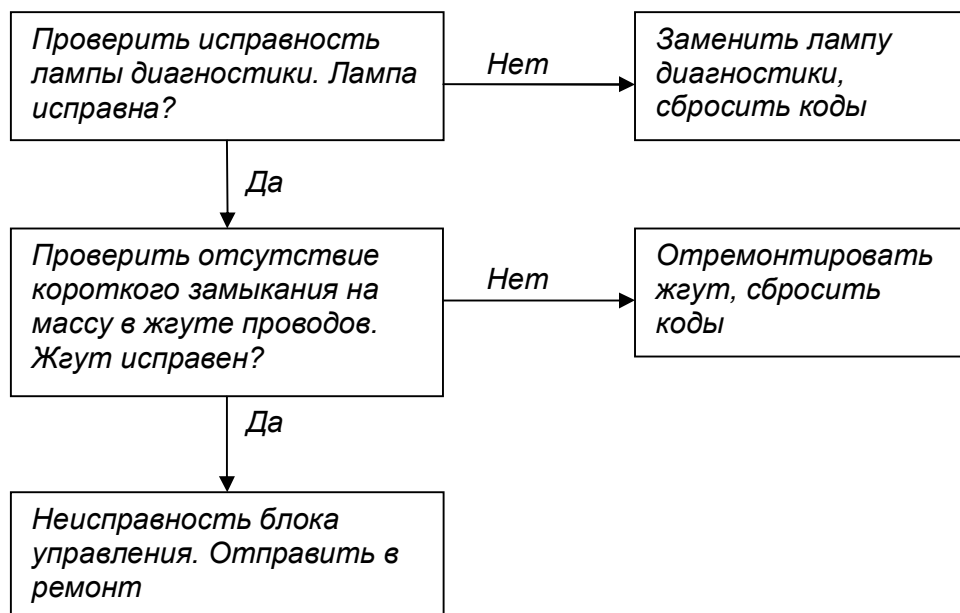 Проверить исправность
лампы диагностики. Лампа
исправна?
Нет
Заменить лампу
диагностики,
сбросить коды
Да
Проверить отсутствие
короткого замыкания на
массу в жгуте проводов.
Жгут исправен?
Нет
Отремонтировать
жгут, сбросить
коды
Да
Неисправность блока
управления. Отправить в
ремонт